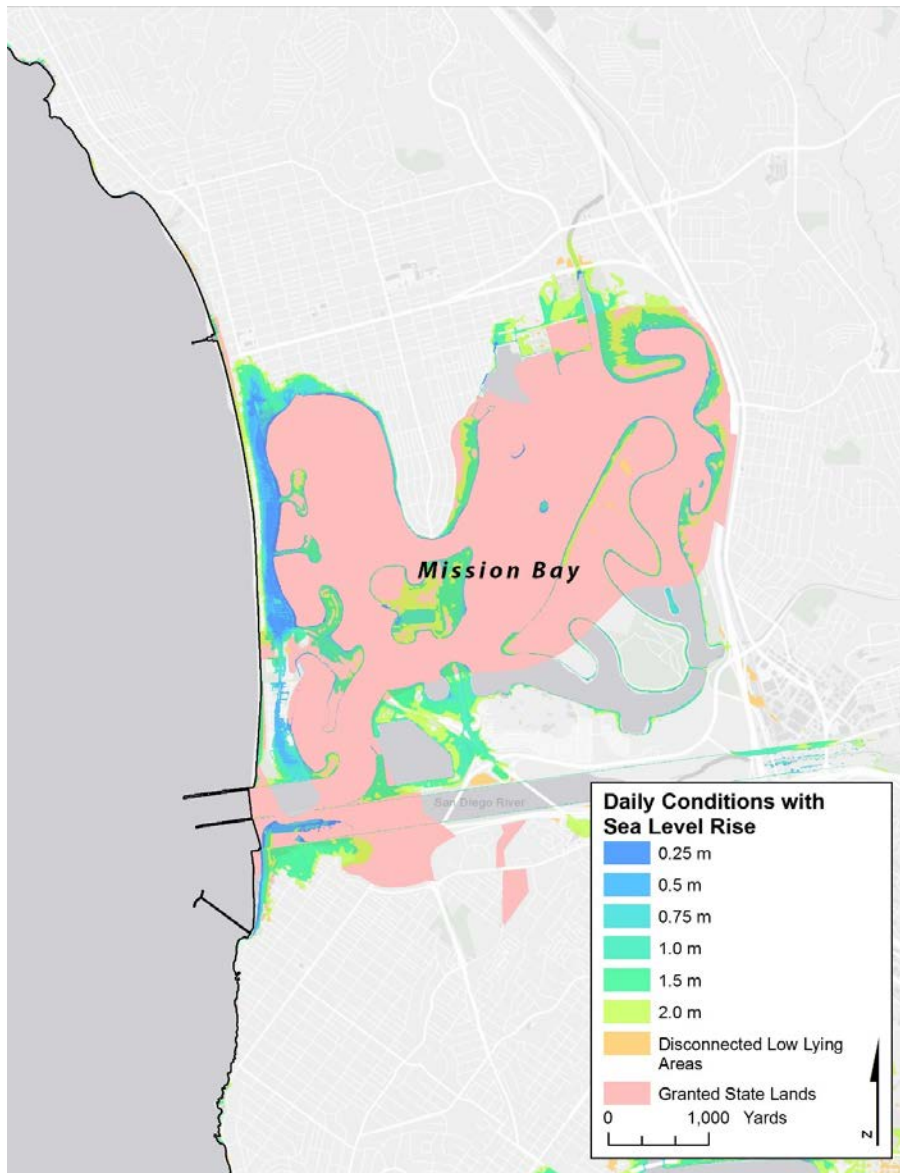 Mission Bay
San Diego River
Daily Conditions with
Sea Level Rise
0.25 m
0.5 m
0.75 m
1.0 m
1.5 m
2.0 m
Disconnected Low Lying
Areas
Granted State Lands
0 1,000 Yards
N